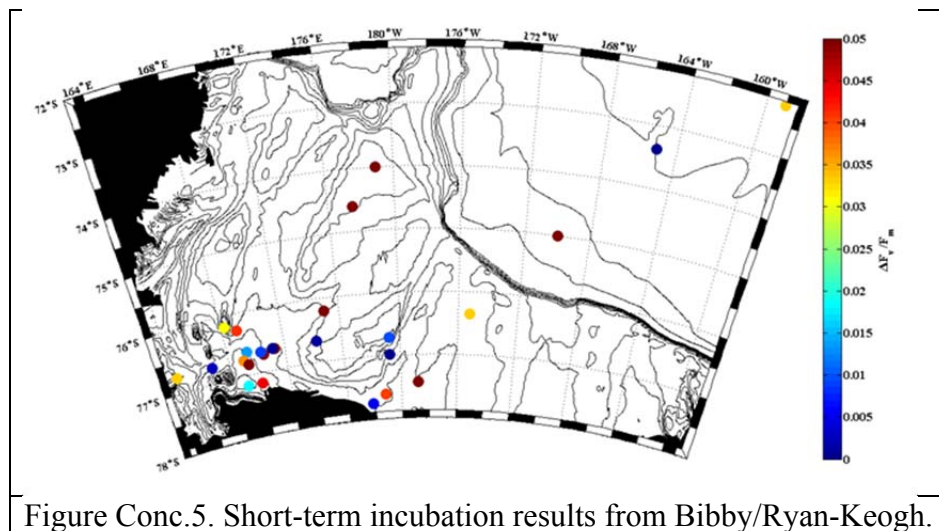 164°E
168°E
172°E
176°E
180°W
176°W
172°W
168°W
164°W
160°W
72°S
73°S
74°S
75°S
76°S
77°S
78°S
0.05
0.045
0.04
0.035
0.03
0.025
0.02
0.015
0.01
0.005
0
ΔFv/Fm
Figure Conc.5. Short-term incubation results from Bibby/Ryan-Keogh.